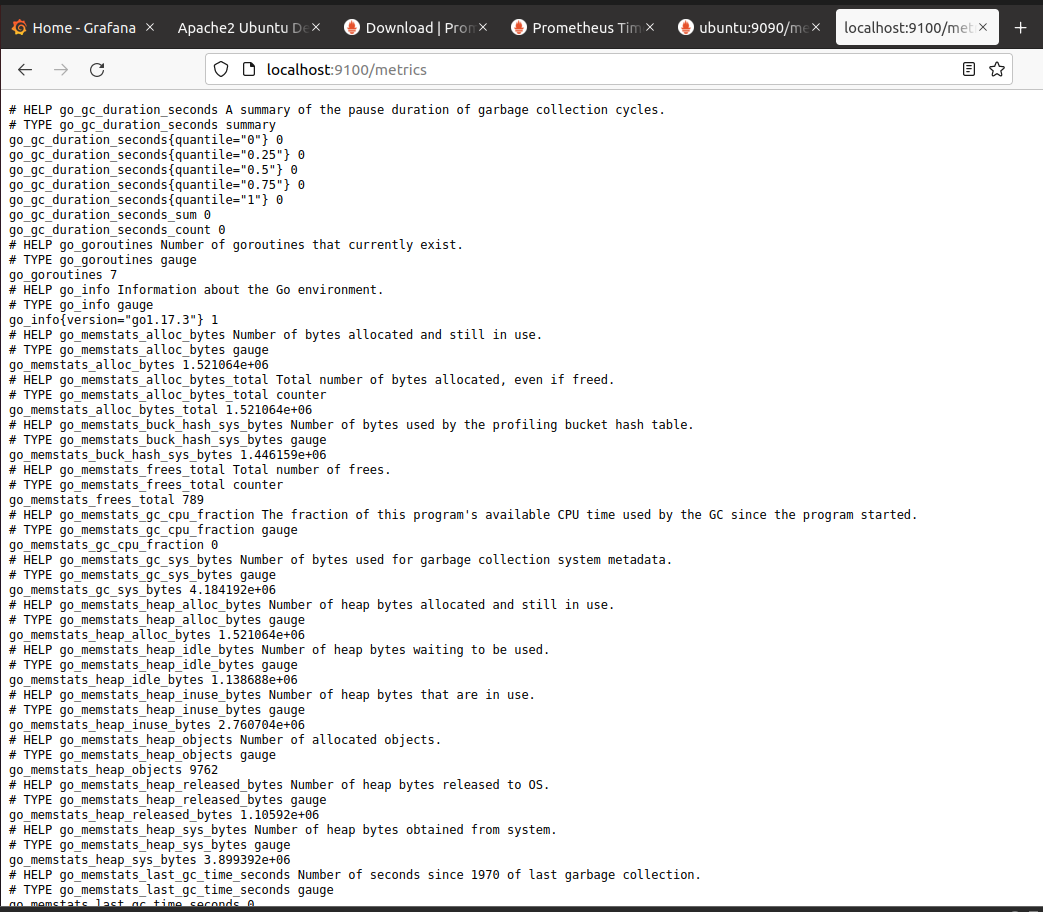 Home - Grafana
Apache2 Ubuntu De
Download | Pron
Prometheus Tim
ubuntu:9090/me
localhost:9100/met
localhost:9100/metrics
# HELP go_gc_duration_seconds A summary of the pause duration of garbage collection cycles.
# TYPE go_gc_duration_seconds summary
go_gc_duration_seconds{quantile="0"} 0
go_gc_duration_seconds{quantile="0.25"} 0
go_gc_duration_seconds{quantile="0.5"} 0
go_gc_duration_seconds{quantile="0.75"} 0
go_gc_duration_seconds{quantile="1"} 0
go_gc_duration_seconds_sum 0
go_gc_duration_seconds_count 0
# HELP go_goroutines Number of goroutines that currently exist.
# TYPE go_goroutines gauge
go_goroutines 7
# HELP go_info Information about the Go environment.
# TYPE go_info gauge
go_info{version="go1.17.3"} 1
# HELP go_memstats_alloc_bytes Number of bytes allocated and still in use.
# TYPE go_memstats_alloc_bytes gauge
go_memstats_alloc_bytes 1.521064e+06
# HELP go_memstats_alloc_bytes_total Total number of bytes allocated, even if freed.
# TYPE go_memstats_alloc_bytes_total counter
go_memstats_alloc_bytes_total 1.521064e+06
# HELP go_memstats_buck_hash_sys_bytes Number of bytes used by the profiling bucket hash table.
# TYPE go_memstats_buck_hash_sys_bytes gauge
go_memstats_buck_hash_sys_bytes 1.446159e+06
# HELP go_memstats_frees_total Total number of frees.
# TYPE go_memstats_frees_total counter
go_memstats_frees_total 789
# HELP go_memstats_gc_cpu_fraction The fraction of this program's available CPU time used by the GC since the program started.
# TYPE go_memstats_gc_cpu_fraction gauge
go_memstats_gc_cpu_fraction 0
# HELP go_memstats_gc_sys_bytes Number of bytes used for garbage collection system metadata.
# TYPE go_memstats_gc_sys_bytes gauge
go_memstats_gc_sys_bytes 4.184192e+06
# HELP go_memstats_heap_alloc_bytes Number of heap bytes allocated and still in use.
# TYPE go_memstats_heap_alloc_bytes gauge
go_memstats_heap_alloc_bytes 1.521064e+06
# HELP go_memstats_heap_idle_bytes Number of heap bytes waiting to be used.
# TYPE go_memstats_heap_idle_bytes gauge
go_memstats_heap_idle_bytes 1.138688e+06
# HELP go_memstats_heap_inuse_bytes Number of heap bytes that are in use.
# TYPE go_memstats_heap_inuse_bytes gauge
go_memstats_heap_inuse_bytes 2.760704e+06
# HELP go_memstats_heap_objects Number of allocated objects.
# TYPE go_memstats_heap_objects gauge
go_memstats_heap_objects 9762
# HELP go_memstats_heap_released_bytes Number of heap bytes released to OS.
# TYPE go_memstats_heap_released_bytes gauge
go_memstats_heap_released_bytes 1.10592e+06
# HELP go_memstats_heap_sys_bytes Number of heap bytes obtained from system.
# TYPE go_memstats_heap_sys_bytes gauge
go_memstats_heap_sys_bytes 3.899392e+06
# HELP go_memstats_last_gc_time_seconds Number of seconds since 1970 of last garbage collection.
# TYPE go_memstats_last_gc_time_seconds gauge
go_memstats_last_gc_time_seconds 0